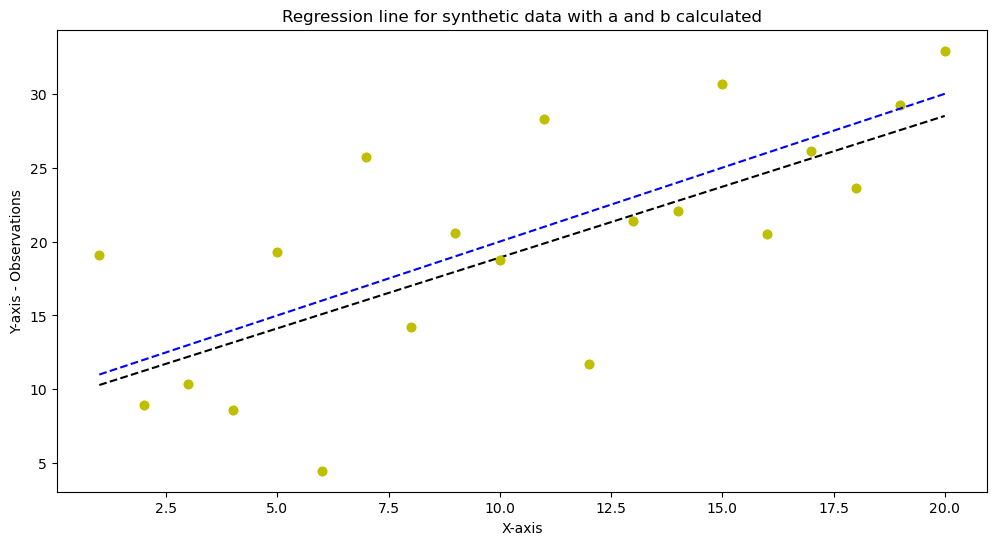 Regression line for synthetic data with a and b calculated
Y-axis - Observations
30
25
20
15
10
5
2.5 5.0 7.5 10.0 12.5 15.0 17.5 20.0
X-axis